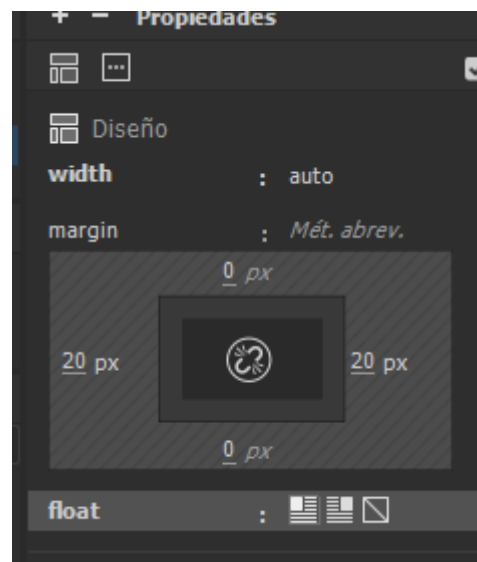 + − Propiedades
Diseño
width : auto
margin : Mét. abrev.
0 px
20 px 20 px
0 px
float :